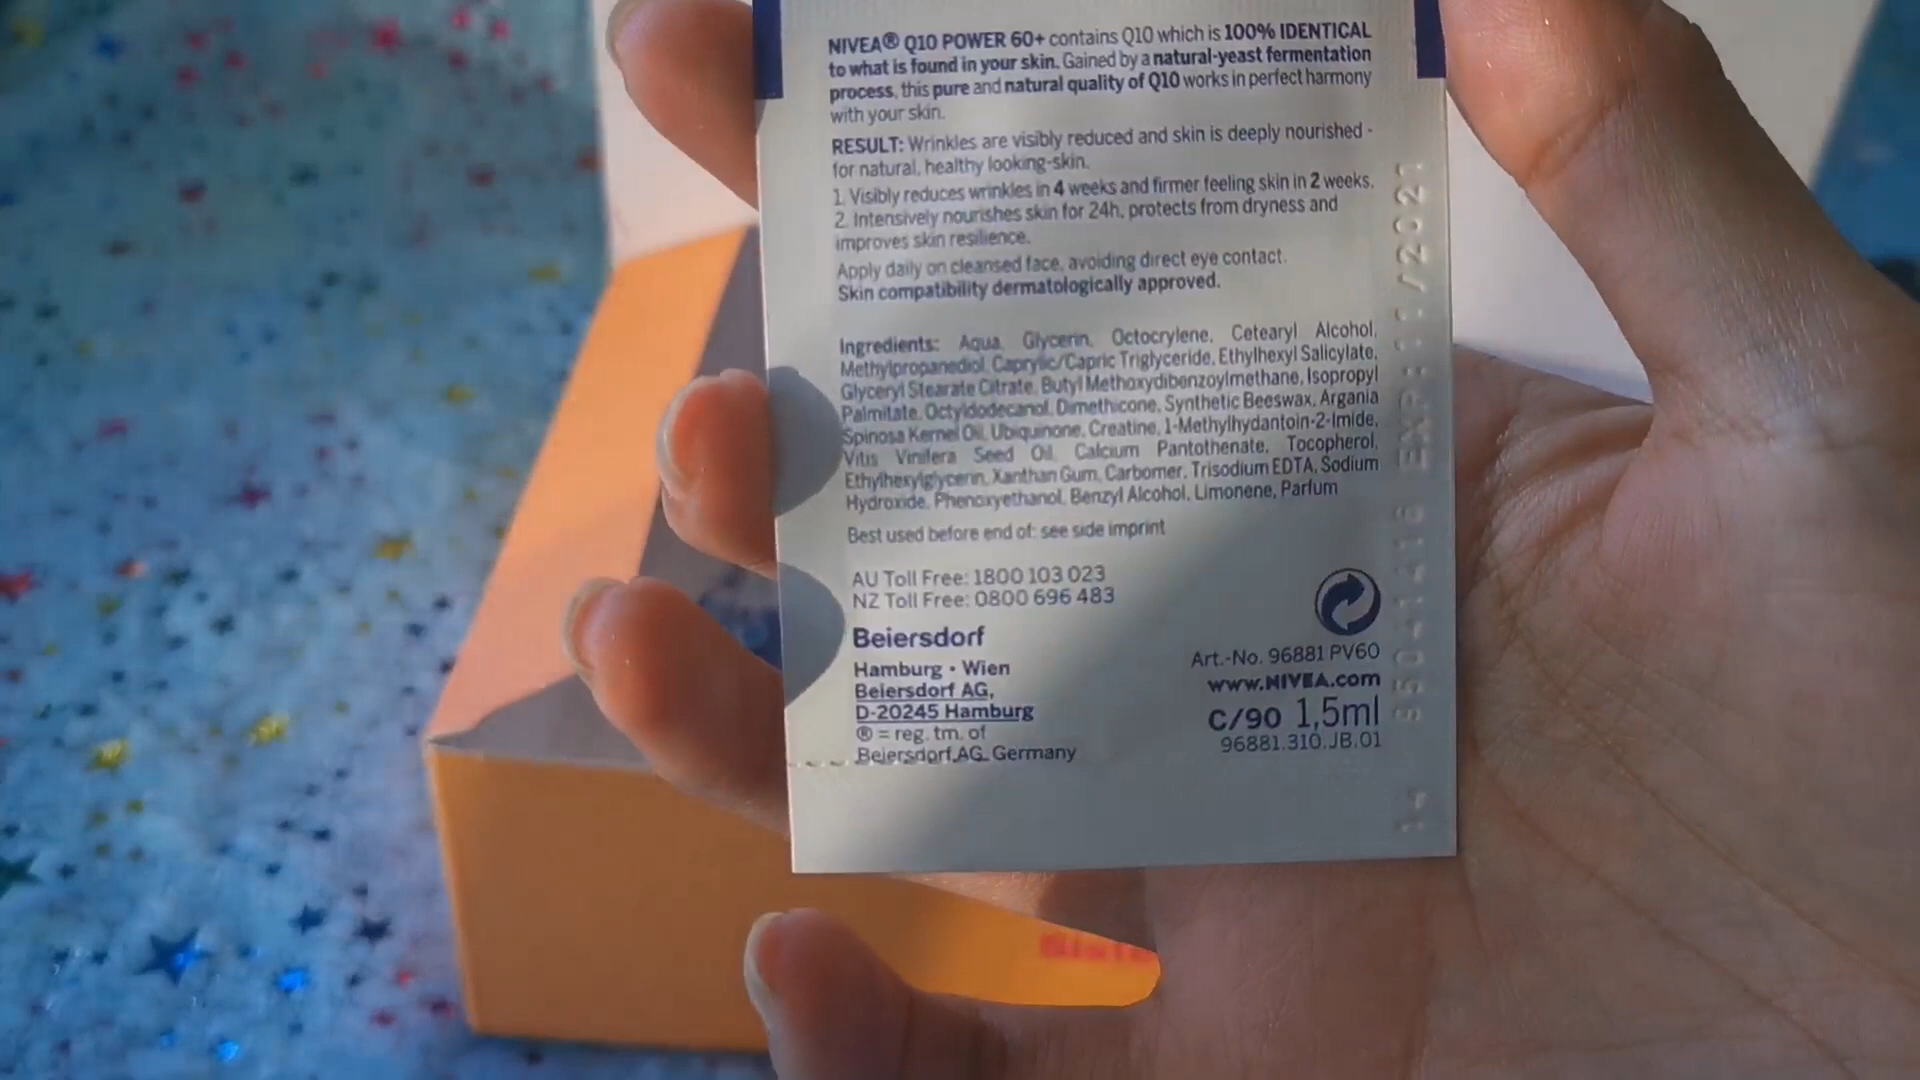 NIVEA® Q10 POWER 60+ contains Q10 which is 100% IDENTICAL
to what is found in your skin. Gained by a natural-yeast fermentation
process, this pure and natural quality of Q10 works in perfect harmony
with your skin.
RESULT: Wrinkles are visibly reduced and skin is deeply nourished -
for natural, healthy looking-skin.
1. Visibly reduces wrinkles in 4 weeks and firmer feeling skin in 2 weeks.
2. Intensively nourishes skin for 24h, protects from dryness and
improves skin resilience.
Apply daily on cleansed face, avoiding direct eye contact.
Skin compatibility dermatologically approved.
Ingredients: Aqua, Glycerin, Octocrylene, Cetearyl Alcohol,
Methylpropanediol, Caprylic/Capric Triglyceride, Ethylhexyl Salicylate,
Glyceryl Stearate Citrate, Butyl Methoxydibenzoylmethane, Isopropyl
Palmitate, Octyldodecanol, Dimethicone, Synthetic Beeswax, Argania
Spinosa Kernel Oil, Ubiquinone, Creatine, 1-Methylhydantoin-2-Imide,
Vitis Vinifera Seed Oil, Calcium Pantothenate, Tocopherol,
Ethylhexylglycerin, Xanthan Gum, Carbomer, Trisodium EDTA, Sodium
Hydroxide, Phenoxyethanol, Benzyl Alcohol, Limonene, Parfum
Best used before end of: see side imprint
AU Toll Free: 1800 103 023
NZ Toll Free: 0800 696 483
Beiersdorf
Hamburg • Wien
Beiersdorf AG,
D-20245 Hamburg
® = reg. tm. of
Beiersdorf AG, Germany
Art.-No. 96881 PV60
www.NIVEA.com
C/90 1,5ml
96881.310.JB.01
EXP: 11/2021